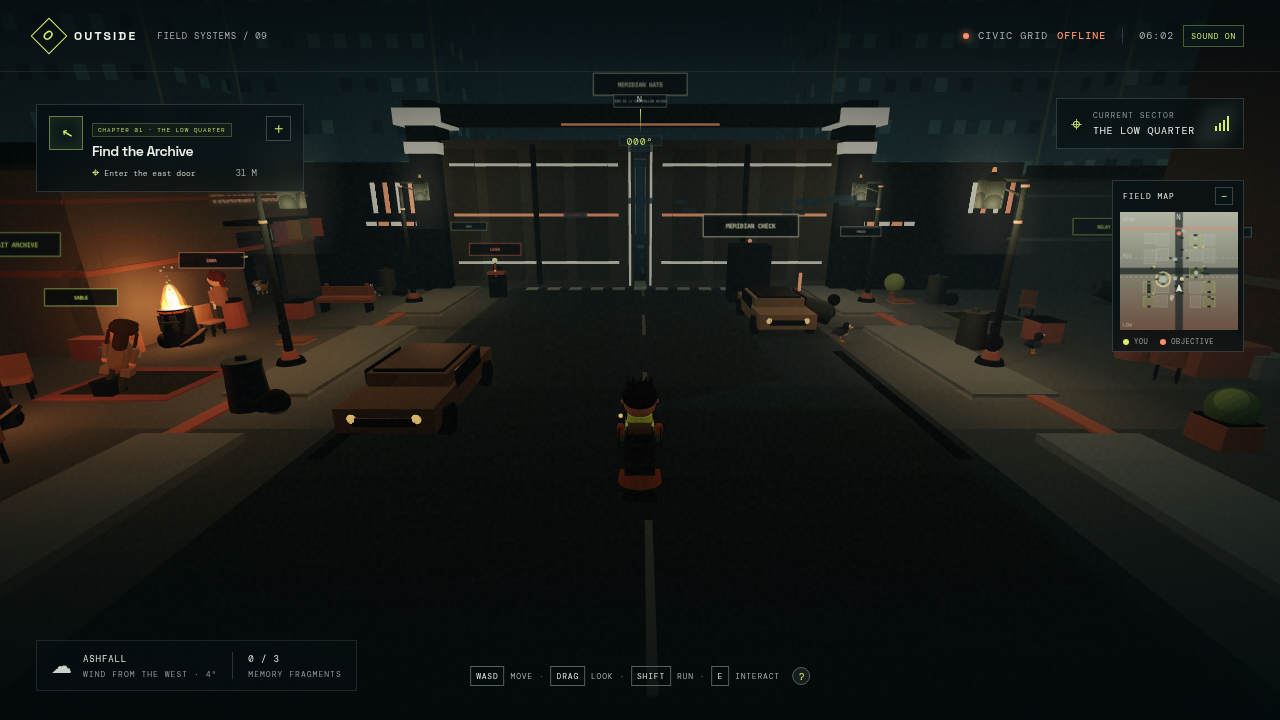 OUTSIDE
FIELD SYSTEMS / 09
CIVIC GRID OFFLINE
06:02
SOUND ON
MERIDIAN GATE
N
000°
CHAPTER 01 · THE LOW QUARTER
Find the Archive
Enter the east door
31 M
CURRENT SECTOR
THE LOW QUARTER
FIELD MAP
N
LOW
YOU
OBJECTIVE
MERIDIAN CHECK
IT ARCHIVE
SABLE
RELAY
ASHFALL
WIND FROM THE WEST · 4°
0 / 3
MEMORY FRAGMENTS
WASD MOVE · DRAG LOOK · SHIFT RUN · E INTERACT ?